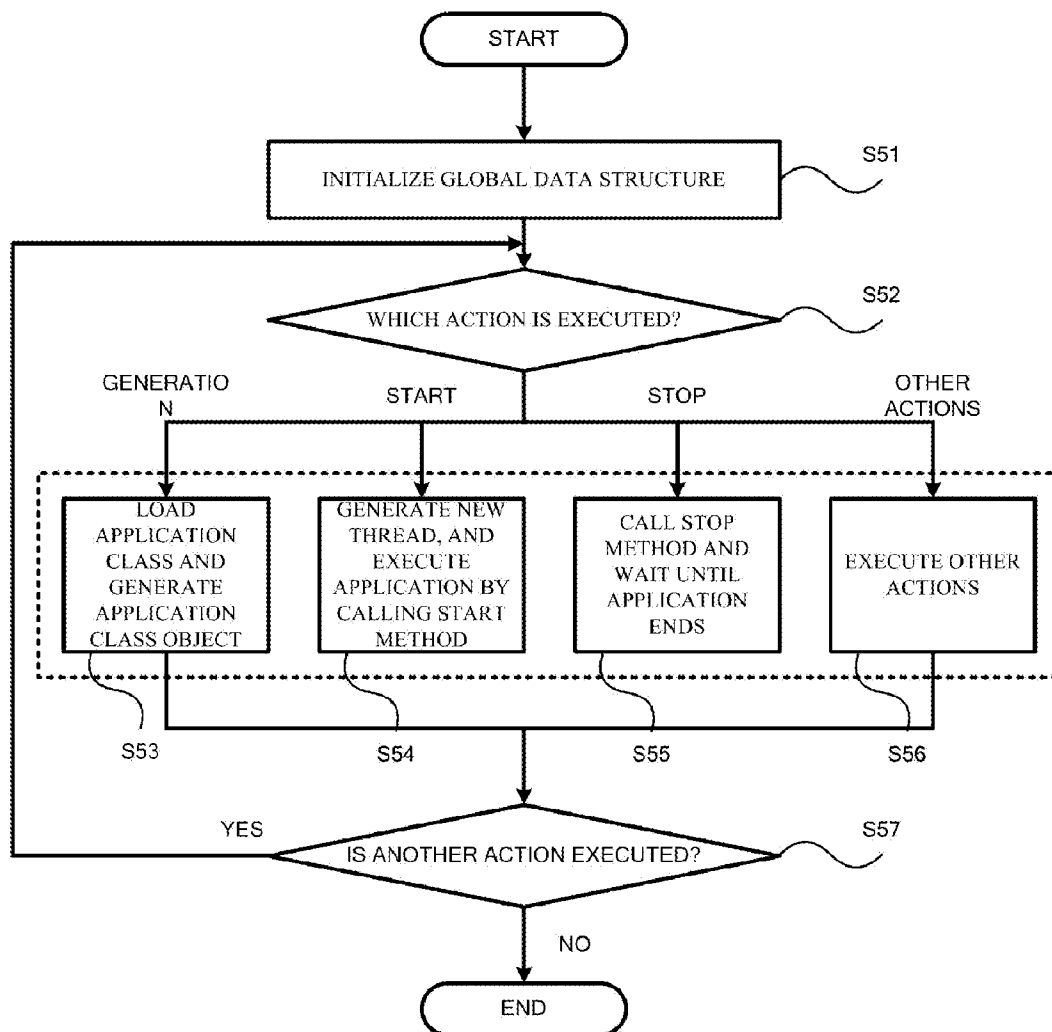 START
INITIALIZE GLOBAL DATA STRUCTURE
S51
WHICH ACTION IS EXECUTED?
S52
GENERATIO
N
START
STOP
OTHER
ACTIONS
LOAD
APPLICATION
CLASS AND
GENERATE
APPLICATION
CLASS OBJECT
GENERATE NEW
THREAD, AND
EXECUTE
APPLICATION BY
CALLING START
METHOD
CALL STOP
METHOD AND
WAIT UNTIL
APPLICATION
ENDS
EXECUTE OTHER
ACTIONS
S53
S54
S55
S56
YES
IS ANOTHER ACTION EXECUTED?
S57
NO
END